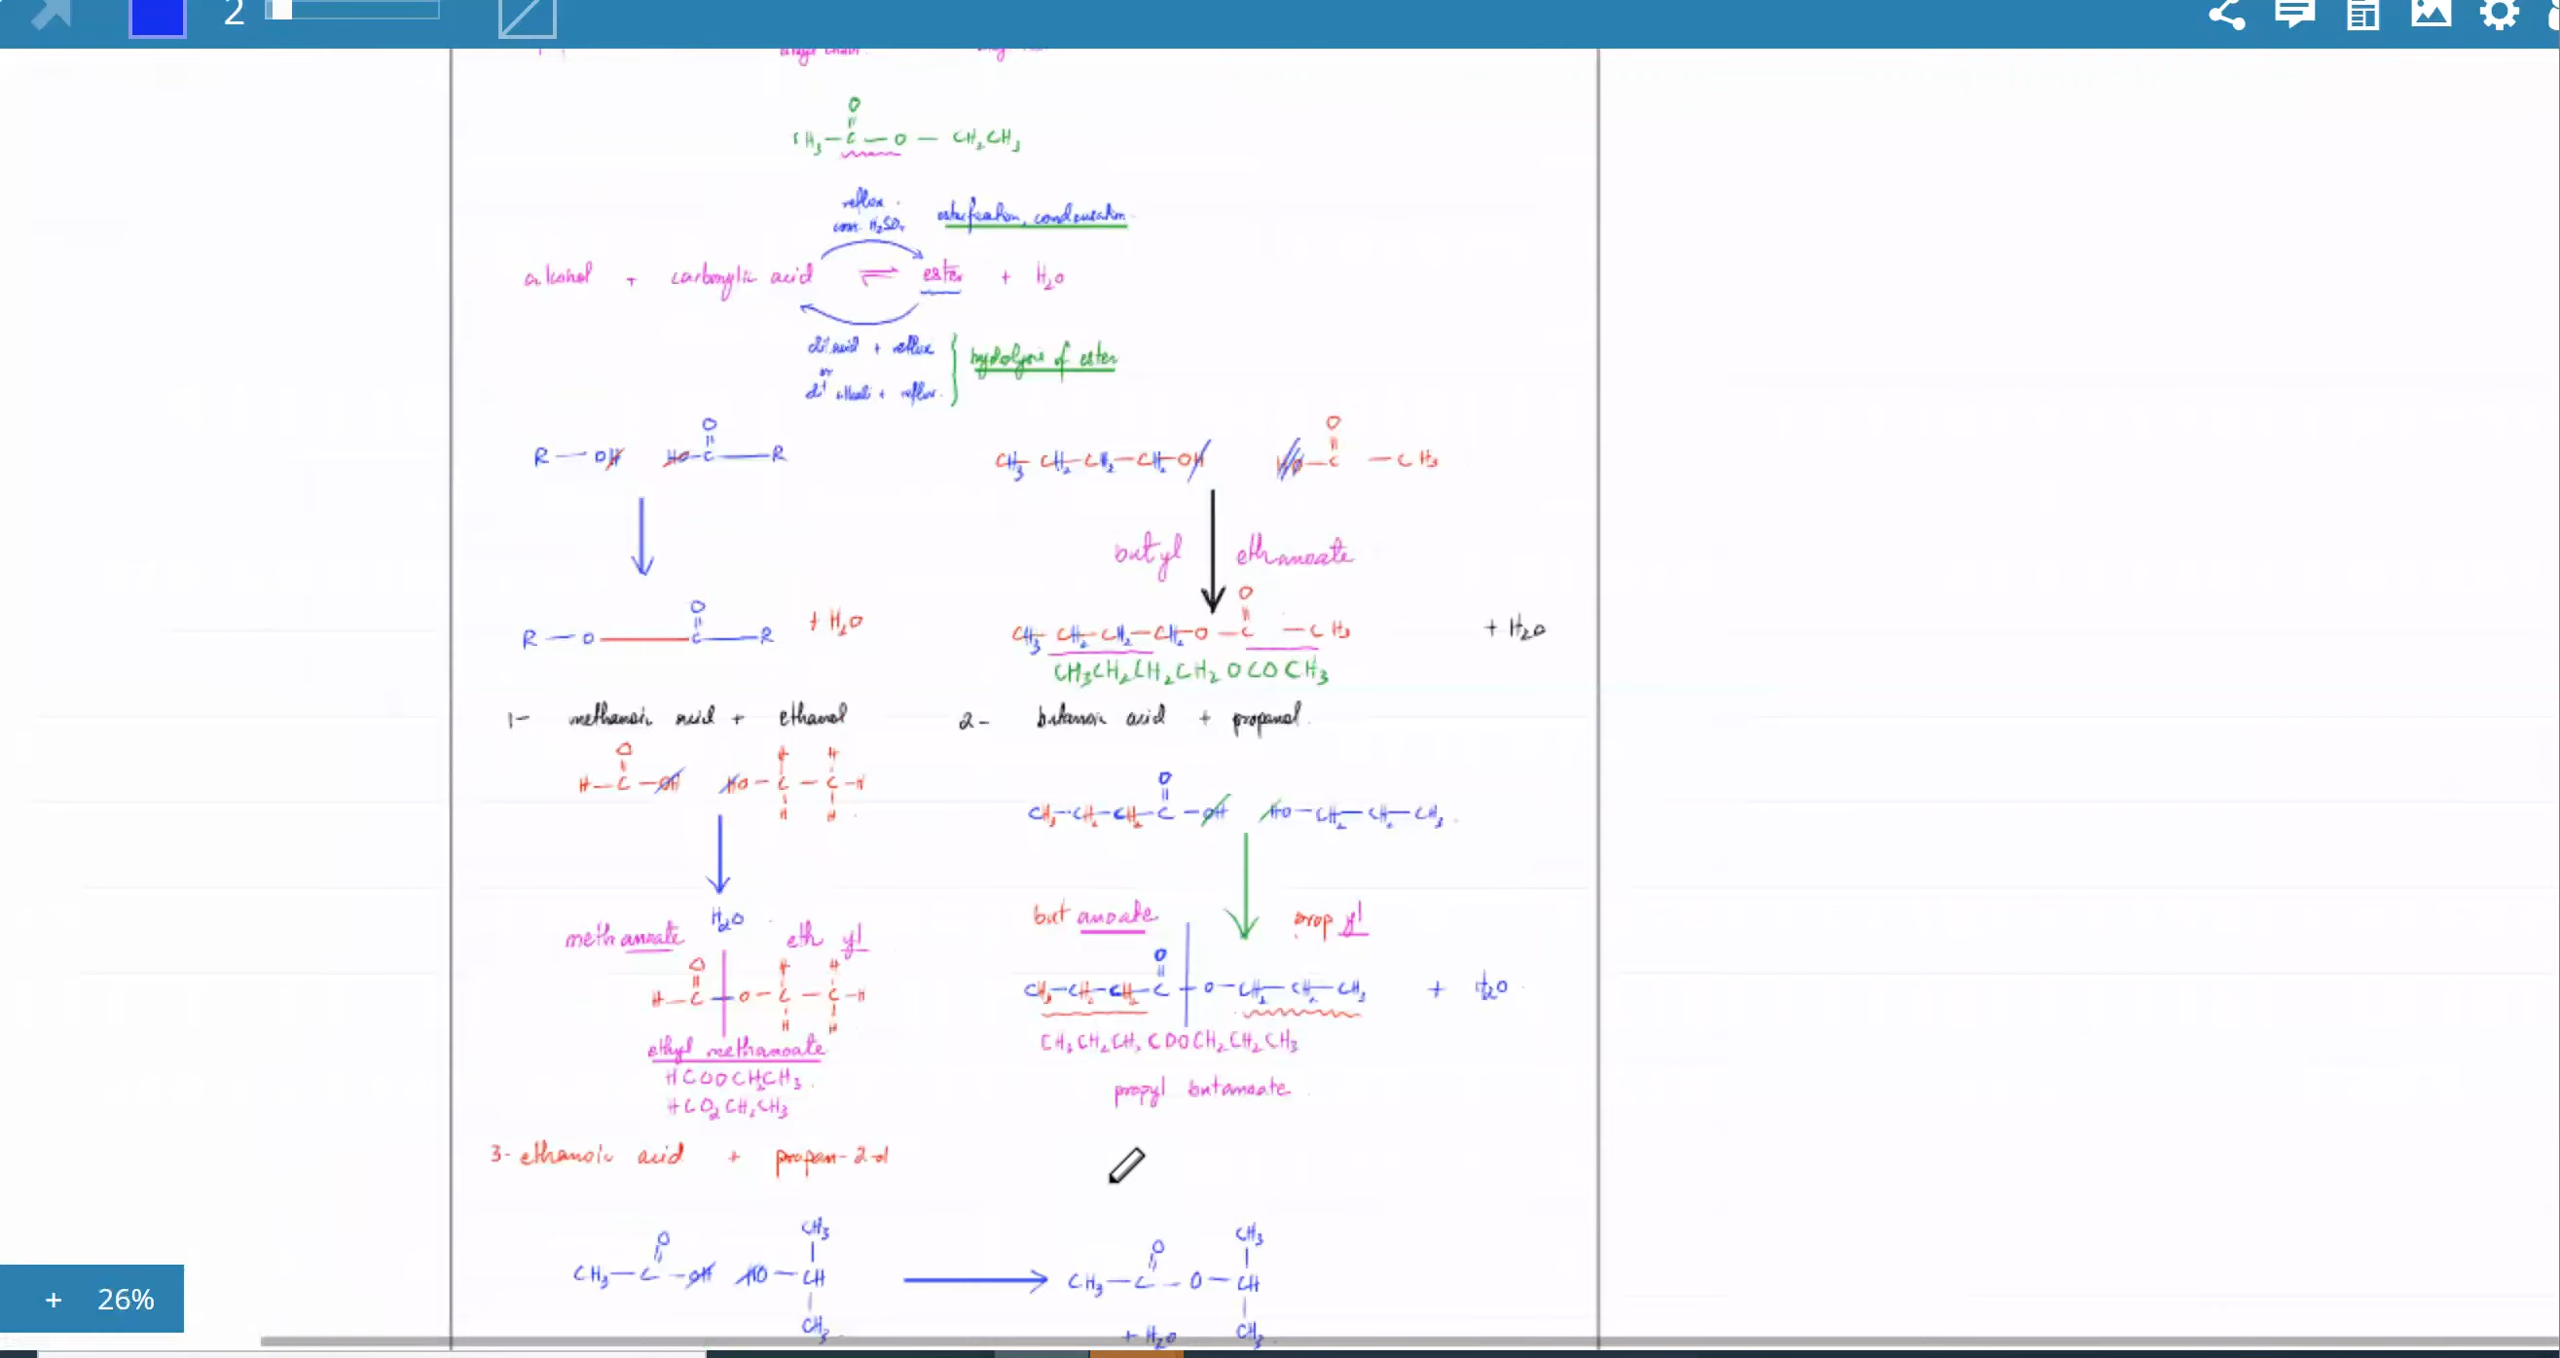 2
O
CH3—C—O—CH2CH3
reflux
conc. H2SO4
esterification, condensation
alcohol + carboxylic acid ⇌ ester + H2O
dil acid + reflux
or
dil alkali + reflux
hydrolysis of ester
O
R—OH HO—C—R
O
CH3—CH2—CH2—CH2—OH HO—C—CH3
butyl ethanoate
O
R—O—C—R + H2O
O
CH3—CH2—CH2—CH2—O—C—CH3 + H2O
CH3CH2CH2CH2OCOCH3
1- methanoic acid + ethanol
2- butanoic acid + propanol
O H H
H—C—OH HO—C—C—H
H H
O
CH3—CH2—CH2—C—OH HO—CH2—CH2—CH3
H2O
methanoate ethyl
butanoate propyl
O H H
H—C—O—C—C—H
H H
O
CH3—CH2—CH2—C—O—CH2—CH2—CH3 + H2O
ethyl methanoate
HCOOCH2CH3
HCO2CH2CH3
CH3CH2CH2COOCH2CH2CH3
propyl butanoate
3- ethanoic acid + propan-2-ol
O CH3
CH3—C—OH HO—CH
CH3
O CH3
CH3—C—O—CH
+ H2O CH3
+ 26%